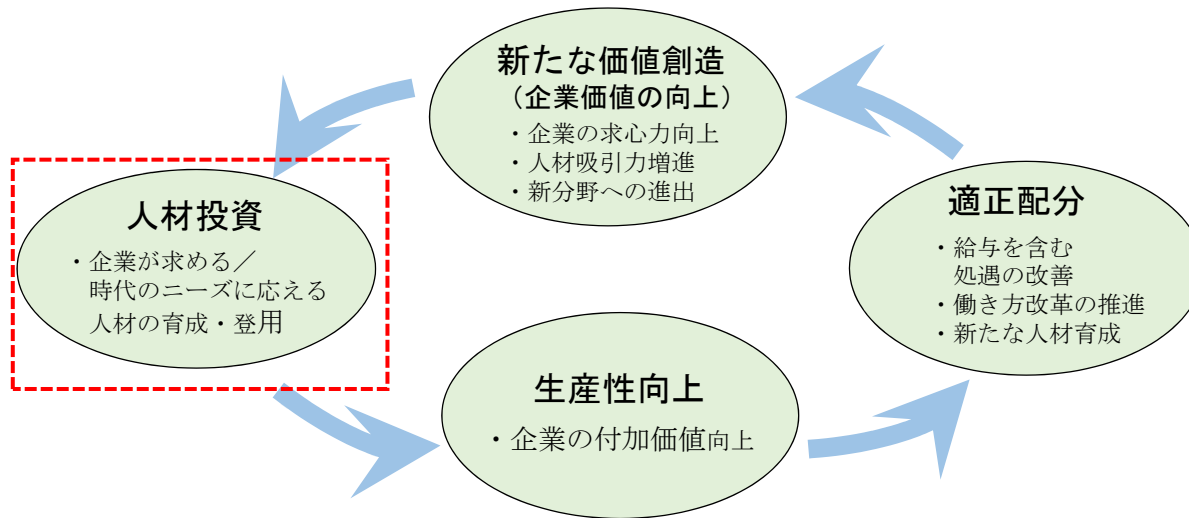 新たな価値創造
（企業価値の向上）
・企業の求心力向上
・人材吸引力増進
・新分野への進出
人材投資
・企業が求める／
時代のニーズに応える
人材の育成・登用
適正配分
・給与を含む
処遇の改善
・働き方改革の推進
・新たな人材育成
生産性向上
・企業の付加価値向上